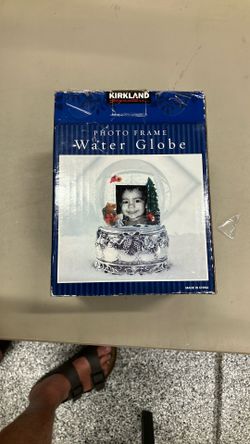 KIRKLAND
Signature
PHOTO FRAME
Water Globe
MADE IN CHINA